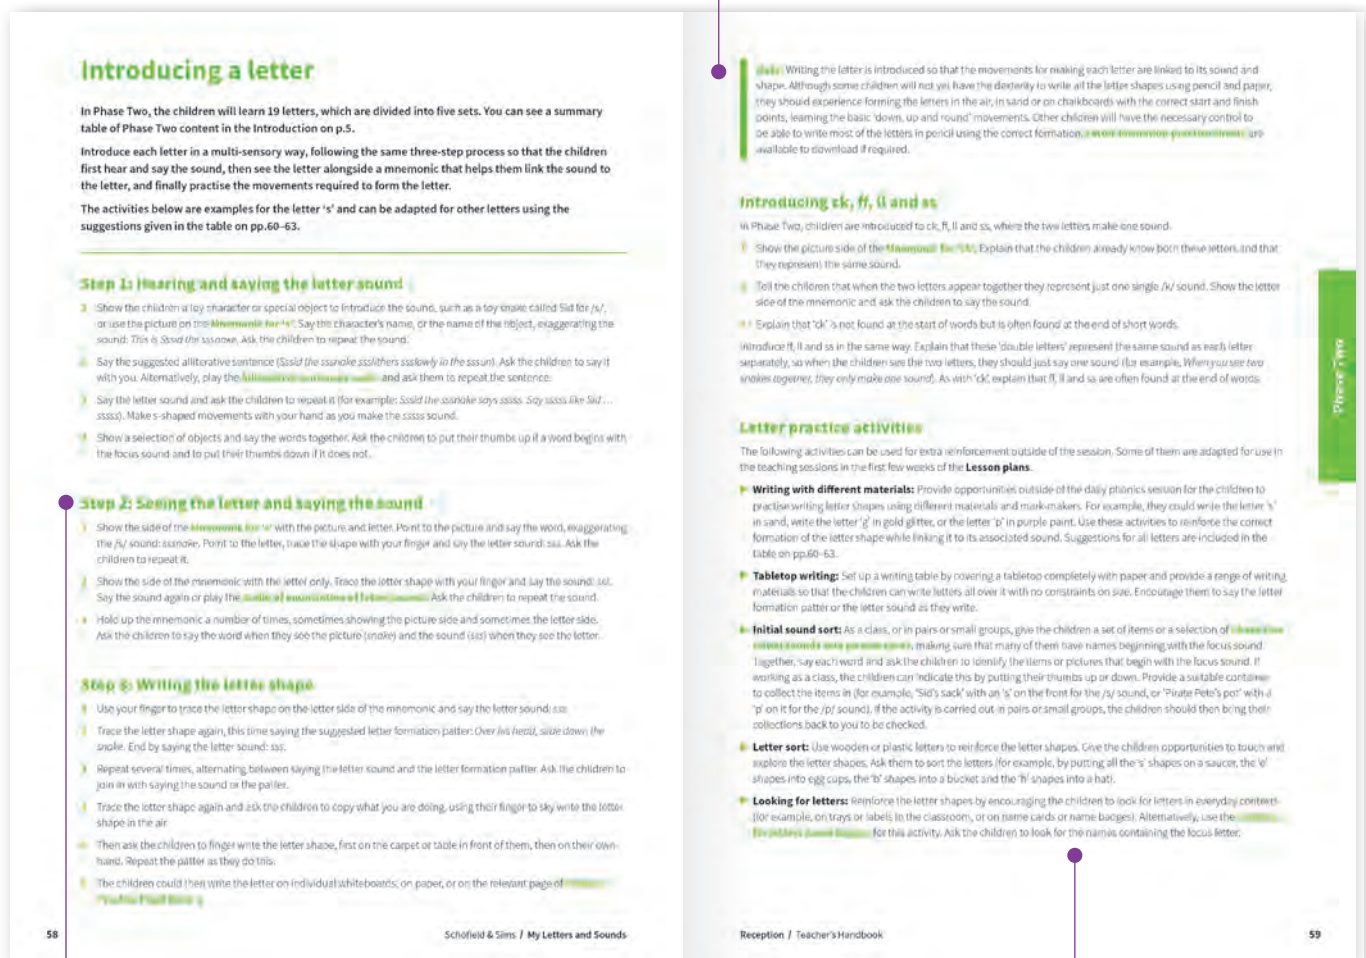 Introducing a letter
In Phase Two, the children will learn 19 letters, which are divided into five sets. You can see a summary
table of Phase Two content in the Introduction on p.5.
Introduce each letter in a multi-sensory way, following the same three-step process so that the children
first hear and say the sound, then see the letter alongside a mnemonic that helps them link the sound to
the letter, and finally practise the movements required to form the letter.
The activities below are examples for the letter ‘s’ and can be adapted for other letters using the
suggestions given in the table on pp.60–63.
Step 1: Hearing and saying the letter sound
Show the children a toy character or special object to introduce the sound, such as a toy snake called Sid for /s/,
or use the picture on the Mnemonic for ‘s’. Say the character’s name, or the name of the object, exaggerating the
sound: This is Sssid the sssnake. Ask the children to repeat the sound.
Say the suggested alliterative sentence (Sssid the sssnake ssslithers ssslowly in the sssun). Ask the children to say it
with you. Alternatively, play the and ask them to repeat the sentence.
3 Say the letter sound and ask the children to repeat it (for example: Sssid the sssnake says sssss. Say sssss like Sid ...
sssss). Make s-shaped movements with your hand as you make the sssss sound.
Show a selection of objects and say the words together. Ask the children to put their thumbs up if a word begins with
the focus sound and to put their thumbs down if it does not.
Step 2: Seeing the letter and saying the sound
Show the side of the Mnemonic for ‘s’ with the picture and letter. Point to the picture and say the word, exaggerating
the /s/ sound: sssnake. Point to the letter, trace the shape with your finger and say the letter sound: sss. Ask the
children to repeat it.
Show the side of the mnemonic with the letter only. Trace the letter shape with your finger and say the sound: sss.
Say the sound again or play the audio of enunciation of letter sounds. Ask the children to repeat the sound.
Hold up the mnemonic a number of times, sometimes showing the picture side and sometimes the letter side.
Ask the children to say the word when they see the picture (snake) and the sound (sss) when they see the letter.
Step 3: Writing the letter shape
Use your finger to trace the letter shape on the letter side of the mnemonic and say the letter sound: sss.
Trace the letter shape again, this time saying the suggested letter formation patter: Over his head, slide down the
snake. End by saying the letter sound: sss.
Repeat several times, alternating between saying the letter sound and the letter formation patter. Ask the children to
join in with saying the sound or the patter.
Trace the letter shape again and ask the children to copy what you are doing, using their finger to sky write the letter
shape in the air.
Then ask the children to finger write the letter shape, first on the carpet or table in front of them, then on their own
hand. Repeat the patter as they do this.
The children could then write the letter on individual whiteboards, on paper, or on the relevant page of
58
Schofield & Sims / My Letters and Sounds
Writing the letter is introduced so that the movements for making each letter are linked to its sound and
shape. Although some children will not yet have the dexterity to write all the letter shapes using pencil and paper,
they should experience forming the letters in the air, in sand or on chalkboards with the correct start and finish
points, learning the basic ‘down, up and round’ movements. Other children will have the necessary control to
be able to write most of the letters in pencil using the correct formation. are
available to download if required.
Introducing ck, ff, ll and ss
In Phase Two, children are introduced to ck, ff, ll and ss, where the two letters make one sound.
Show the picture side of the Mnemonic for ‘ck’. Explain that the children already know both these letters and that
they represent the same sound.
Tell the children that when the two letters appear together they represent just one single /k/ sound. Show the letter
side of the mnemonic and ask the children to say the sound.
Explain that ‘ck’ is not found at the start of words but is often found at the end of short words.
Introduce ff, ll and ss in the same way. Explain that these ‘double letters’ represent the same sound as each letter
separately, so when the children see the two letters, they should just say one sound (for example, When you see two
snakes together, they only make one sound). As with ‘ck’, explain that ff, ll and ss are often found at the end of words.
Letter practice activities
The following activities can be used for extra reinforcement outside of the session. Some of them are adapted for use in
the teaching sessions in the first few weeks of the Lesson plans.
Writing with different materials: Provide opportunities outside of the daily phonics session for the children to
practise writing letter shapes using different materials and mark-makers. For example, they could write the letter ‘s’
in sand, write the letter ‘g’ in gold glitter, or the letter ‘p’ in purple paint. Use these activities to reinforce the correct
formation of the letter shape while linking it to its associated sound. Suggestions for all letters are included in the
table on pp.60–63.
Tabletop writing: Set up a writing table by covering a tabletop completely with paper and provide a range of writing
materials so that the children can write letters all over it with no constraints on size. Encourage them to say the letter
formation patter or the letter sound as they write.
Initial sound sort: As a class, or in pairs or small groups, give the children a set of items or a selection of
making sure that many of them have names beginning with the focus sound.
Together, say each word and ask the children to identify the items or pictures that begin with the focus sound. If
working as a class, the children can indicate this by putting their thumbs up or down. Provide a suitable container
to collect the items in (for example, ‘Sid’s sack’ with an ‘s’ on the front for the /s/ sound, or ‘Pirate Pete’s pot’ with a
‘p’ on it for the /p/ sound). If the activity is carried out in pairs or small groups, the children should then bring their
collections back to you to be checked.
Letter sort: Use wooden or plastic letters to reinforce the letter shapes. Give the children opportunities to touch and
explore the letter shapes. Ask them to sort the letters (for example, by putting all the ‘s’ shapes on a saucer, the ‘e’
shapes into egg cups, the ‘b’ shapes into a bucket and the ‘h’ shapes into a hat).
Looking for letters: Reinforce the letter shapes by encouraging the children to look for letters in everyday contexts
(for example, on trays or labels in the classroom, or on name cards or name badges). Alternatively, use the
for this activity. Ask the children to look for the names containing the focus letter.
Phase Two
Reception / Teacher’s Handbook
59